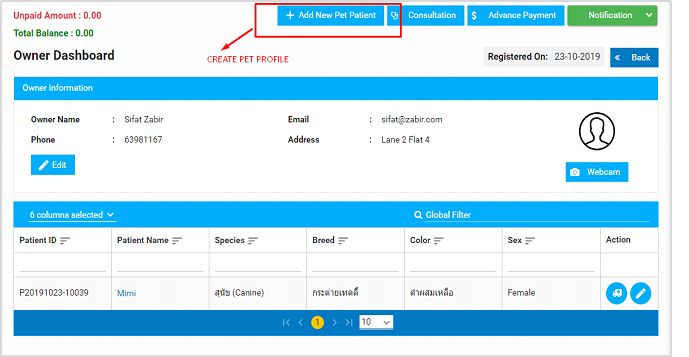 Unpaid Amount : 0.00
+ Add New Pet Patient
Consultation
$ Advance Payment
Notification
Total Balance : 0.00
Owner Dashboard
CREATE PET PROFILE
Registered On: 23-10-2019
« Back
Owner Information
Owner Name : Sifat Zabir
Email : sifat@zabir.com
Phone : 63981167
Address : Lane 2 Flat 4
Edit
Webcam
6 columns selected
Global Filter
Patient ID Patient Name Species Breed Color Sex Action
P20191023-10039 Mimi สุนัข (Canine) กระต่ายเทดดี้ ดำผสมเหลือ Female
1 10